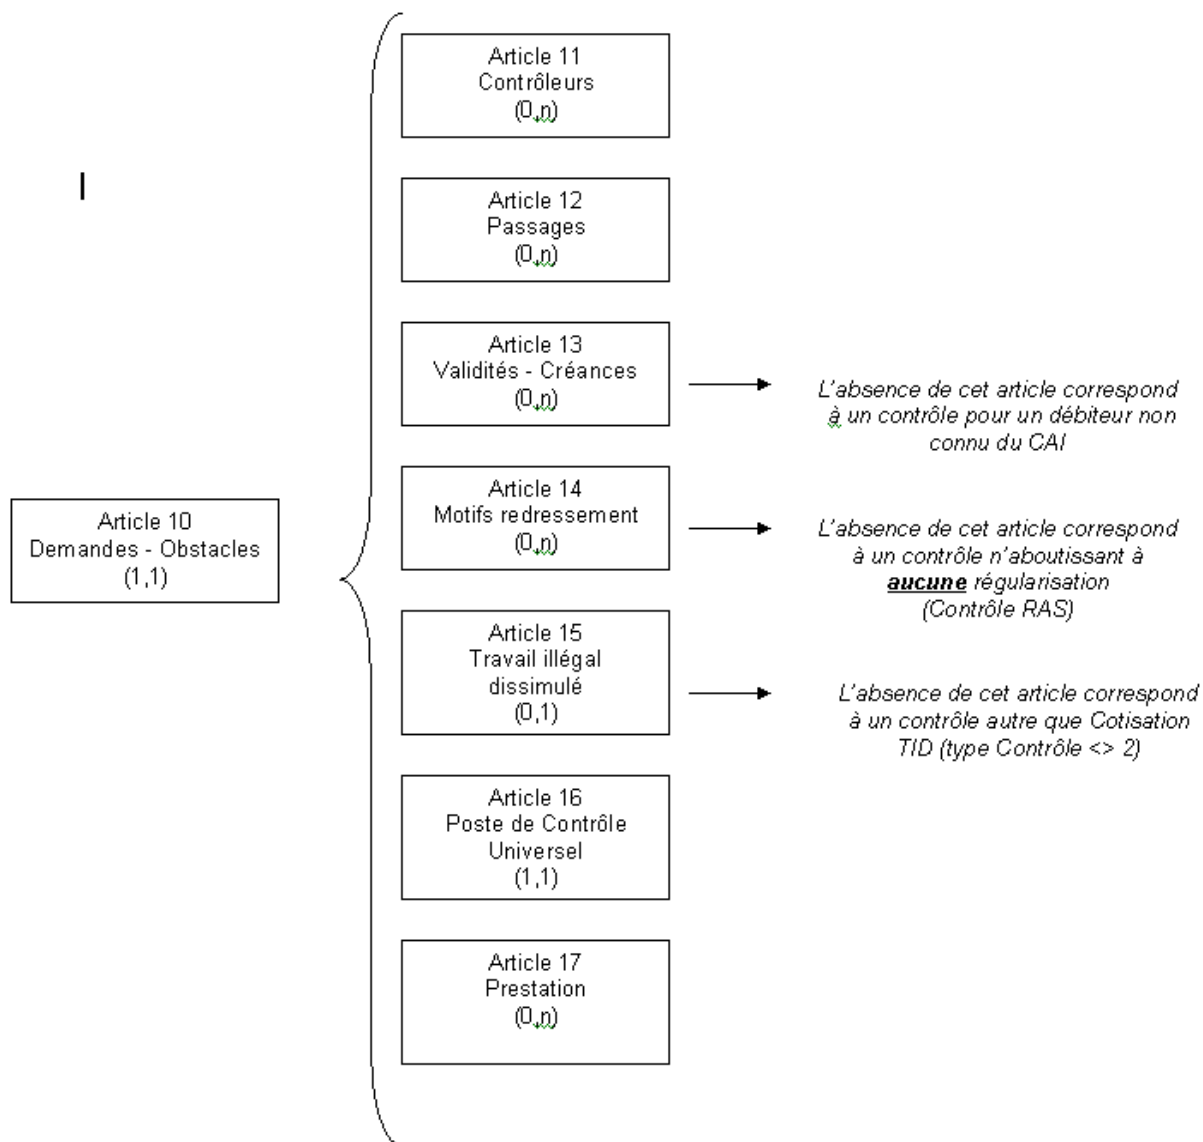 Article 10
Demandes - Obstacles
(1,1)
Article 11
Contrôleurs
(0,n)
Article 12
Passages
(0,n)
Article 13
Validités - Créances
(0,n)
L'absence de cet article correspond
à un contrôle pour un débiteur non
connu du CAI
Article 14
Motifs redressement
(0,n)
L'absence de cet article correspond
à un contrôle n'aboutissant à
aucune régularisation
(Contrôle RAS)
Article 15
Travail illégal
dissimulé
(0,1)
L'absence de cet article correspond
à un contrôle autre que Cotisation
TID (type Contrôle <> 2)
Article 16
Poste de Contrôle
Universel
(1,1)
Article 17
Prestation
(0,n)